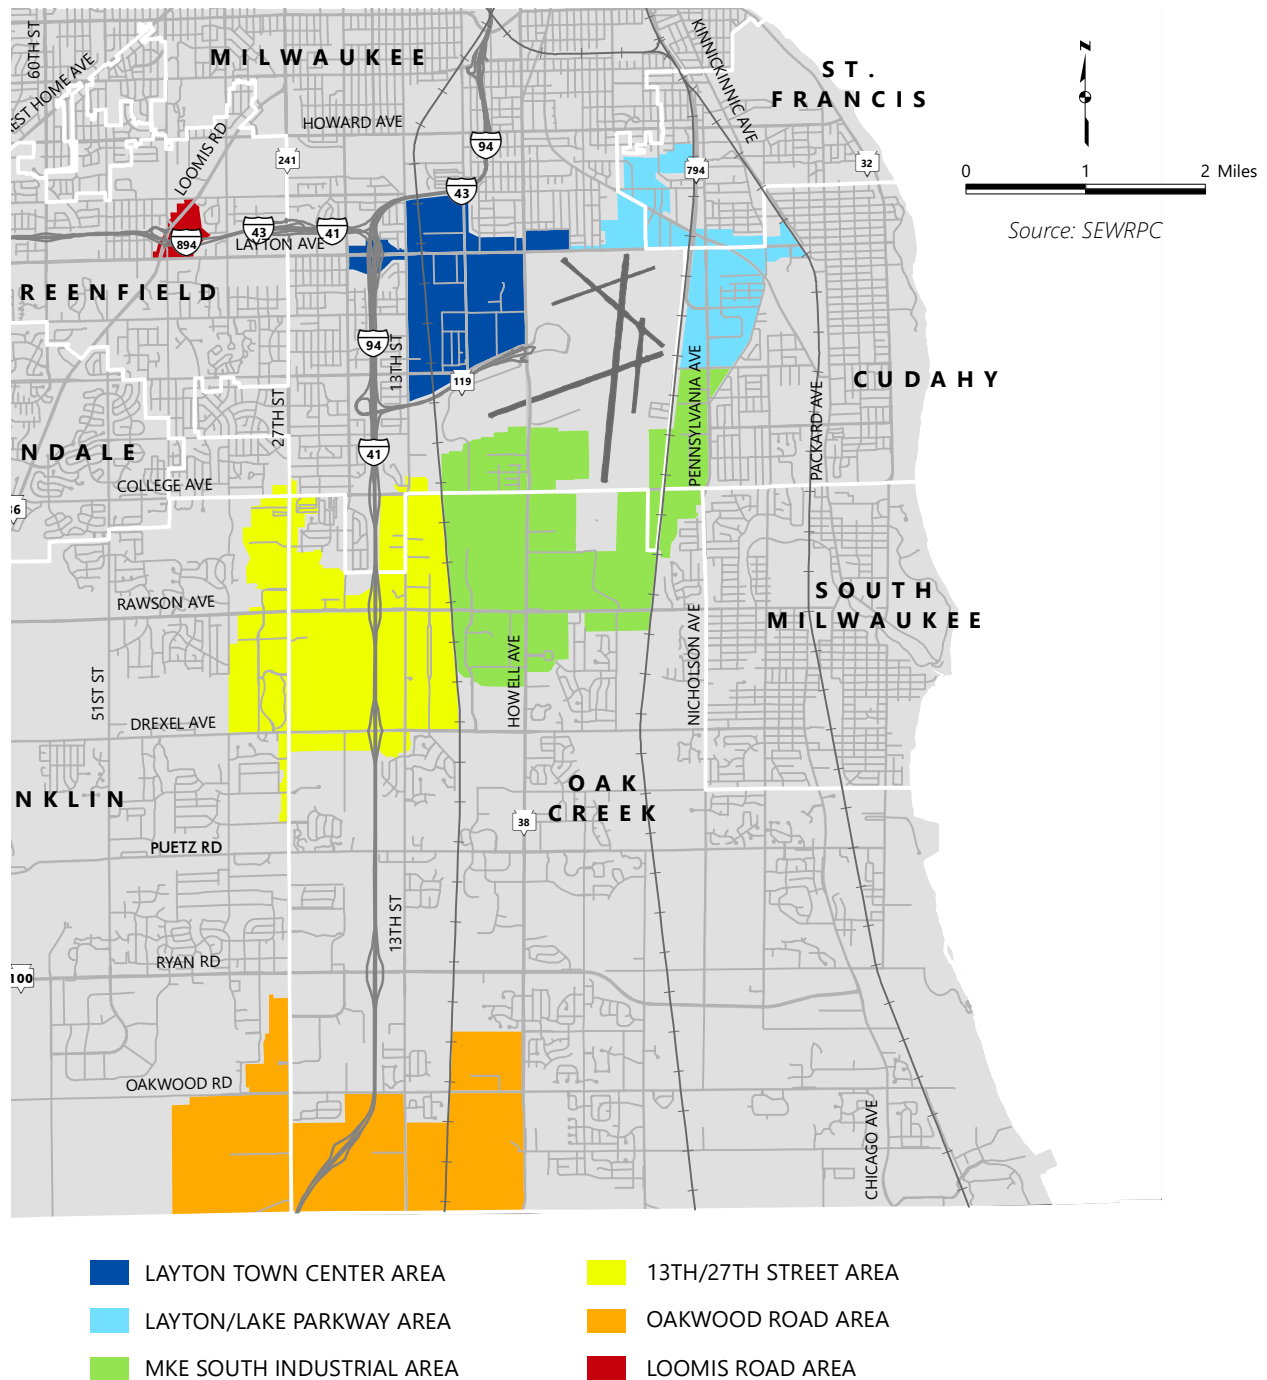 60TH ST
EST HOME AVE
MILWAUKEE
KINNICKINNIC AVE
ST.
FRANCIS
N
LOOMIS RD
HOWARD AVE
94
241
794
32
0 1 2 Miles
Source: SEWRPC
43
894
43
41
LAYTON AVE
REENFIELD
94
13TH ST
119
PENNSYLVANIA AVE
PACKARD AVE
CUDAHY
27TH ST
NDALE
41
COLLEGE AVE
36
RAWSON AVE
SOUTH
MILWAUKEE
51ST ST
HOWELL AVE
NICHOLSON AVE
DREXEL AVE
NKLIN
OAK
CREEK
38
PUETZ RD
13TH ST
RYAN RD
100
OAKWOOD RD
CHICAGO AVE
LAYTON TOWN CENTER AREA
LAYTON/LAKE PARKWAY AREA
MKE SOUTH INDUSTRIAL AREA
13TH/27TH STREET AREA
OAKWOOD ROAD AREA
LOOMIS ROAD AREA